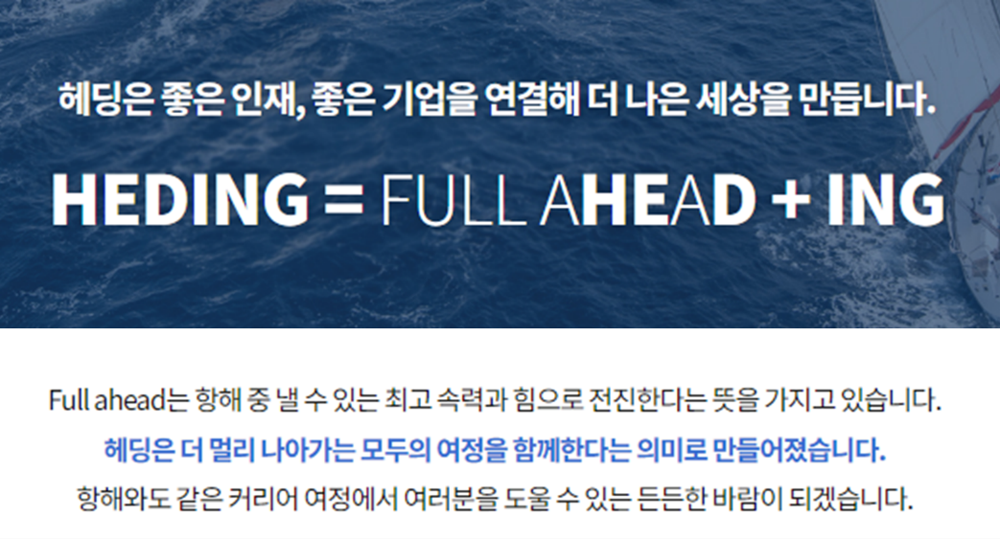 헤딩은 좋은 인재, 좋은 기업을 연결해 더 나은 세상을 만듭니다.
HEDING = FULL AHEAD + ING
Full ahead는 항해 중 낼 수 있는 최고 속력과 힘으로 전진한다는 뜻을 가지고 있습니다.
헤딩은 더 멀리 나아가는 모두의 여정을 함께한다는 의미로 만들어졌습니다.
항해와도 같은 커리어 여정에서 여러분을 도울 수 있는 든든한 바람이 되겠습니다.